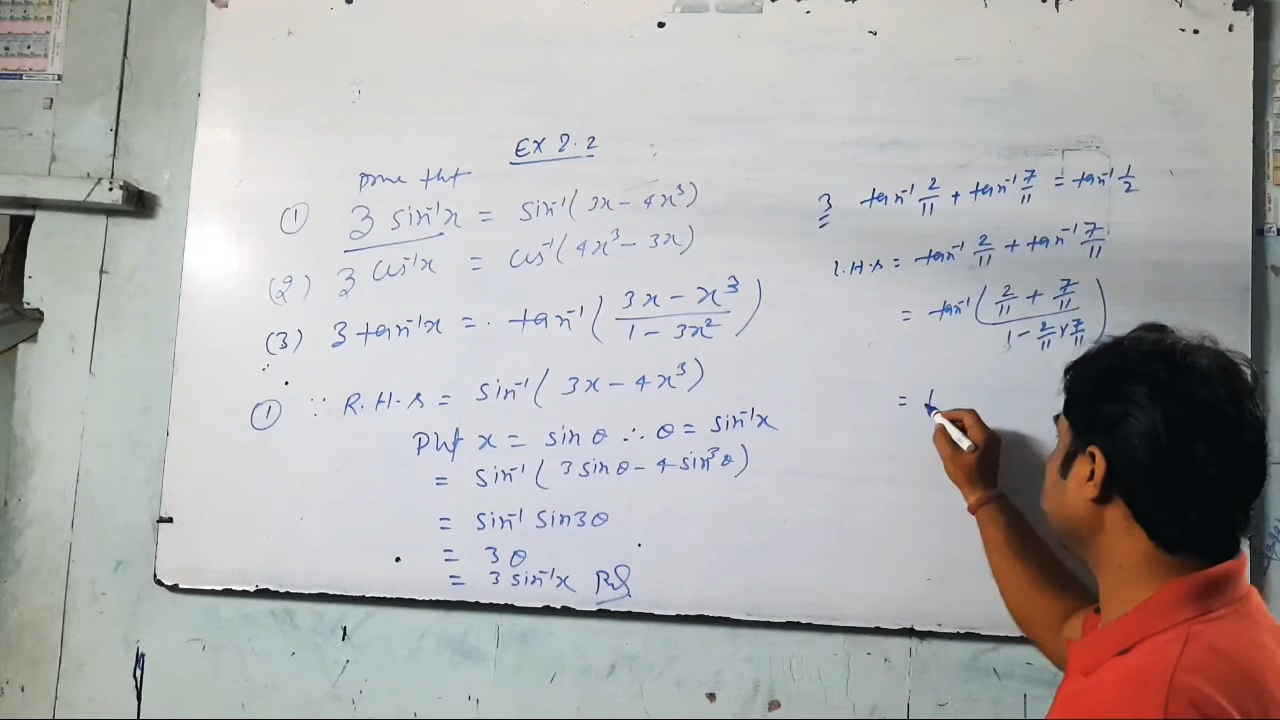 EX 2.2
prove tht
① 3 sin⁻¹x = sin⁻¹(3x - 4x³)
(2) 3 cos⁻¹x = cos⁻¹(4x³ - 3x)
(3) 3 tan⁻¹x = tan⁻¹((3x - x³)/(1 - 3x²))
① ∵ R.H.S = sin⁻¹(3x - 4x³)
Put x = sin θ ∴ θ = sin⁻¹x
= sin⁻¹(3 sin θ - 4 sin³θ)
= sin⁻¹ sin3θ
= 3θ
= 3 sin⁻¹x
3 tan⁻¹ 2/11 + tan⁻¹ 7/11 = tan⁻¹ 1/2
L.H.S = tan⁻¹ 2/11 + tan⁻¹ 7/11
= tan⁻¹((2/11 + 7/11)/(1 - 2/11 × 7/11))
=